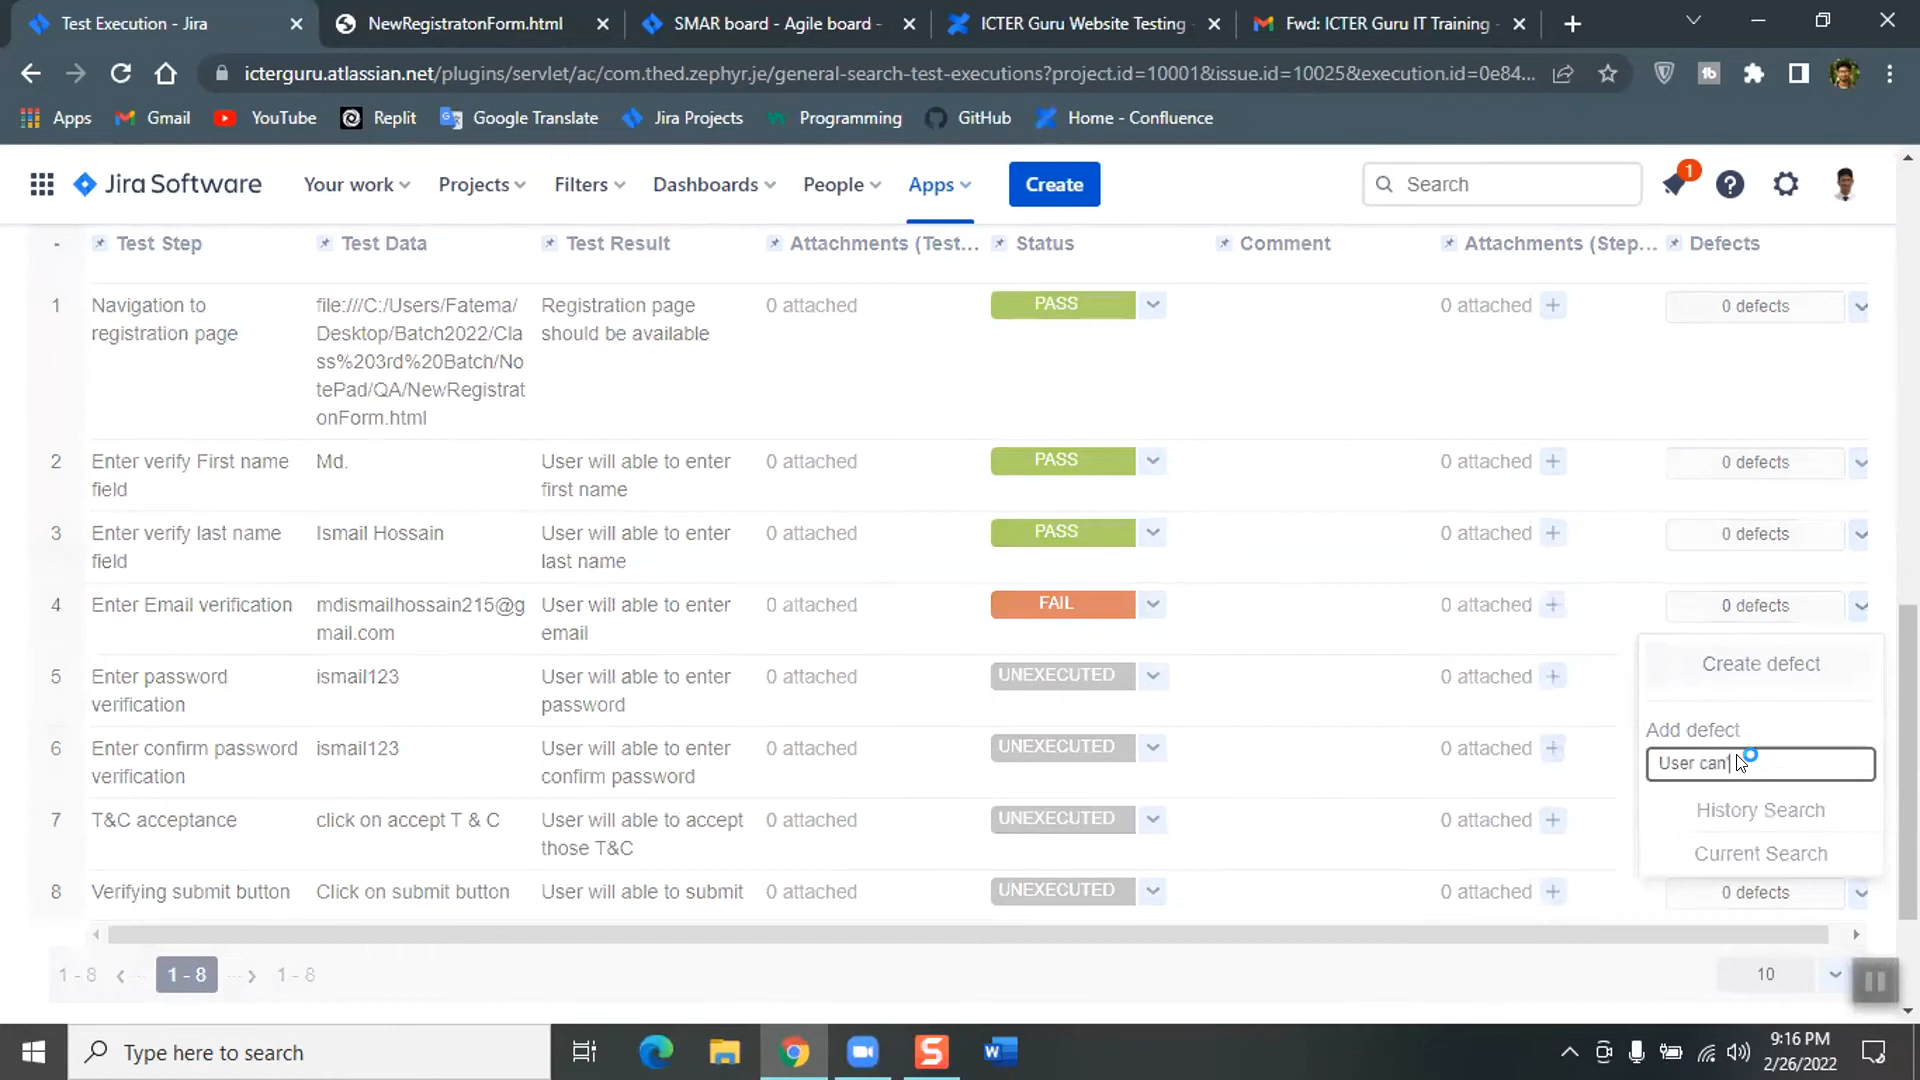 Test Execution - Jira
NewRegistratonForm.html
SMAR board - Agile board -
ICTER Guru Website Testing
Fwd: ICTER Guru IT Training -
icterguru.atlassian.net/plugins/servlet/ac/com.thed.zephyr.je/general-search-test-executions?project.id=10001&issue.id=10025&execution.id=0e84...
Apps
Gmail
YouTube
Replit
Google Translate
Jira Projects
Programming
GitHub
Home - Confluence
Jira Software
Your work
Projects
Filters
Dashboards
People
Apps
Create
Search
1
-
Test Step
Test Data
Test Result
Attachments (Test...
Status
Comment
Attachments (Step...
Defects
1
Navigation to
registration page
file:///C:/Users/Fatema/
Desktop/Batch2022/Cla
ss%203rd%20Batch/No
tePad/QA/NewRegistrat
onForm.html
Registration page
should be available
0 attached
PASS
0 attached
0 defects
2
Enter verify First name
field
Md.
User will able to enter
first name
0 attached
PASS
0 attached
0 defects
3
Enter verify last name
field
Ismail Hossain
User will able to enter
last name
0 attached
PASS
0 attached
0 defects
4
Enter Email verification
mdismailhossain215@g
mail.com
User will able to enter
email
0 attached
FAIL
0 attached
0 defects
5
Enter password
verification
ismail123
User will able to enter
password
0 attached
UNEXECUTED
0 attached
6
Enter confirm password
verification
ismail123
User will able to enter
confirm password
0 attached
UNEXECUTED
0 attached
7
T&C acceptance
click on accept T & C
User will able to accept
those T&C
0 attached
UNEXECUTED
0 attached
8
Verifying submit button
Click on submit button
User will able to submit
0 attached
UNEXECUTED
0 attached
0 defects
Create defect
Add defect
User can'
History Search
Current Search
1 - 8
1 - 8
1 - 8
10
Type here to search
9:16 PM
2/26/2022